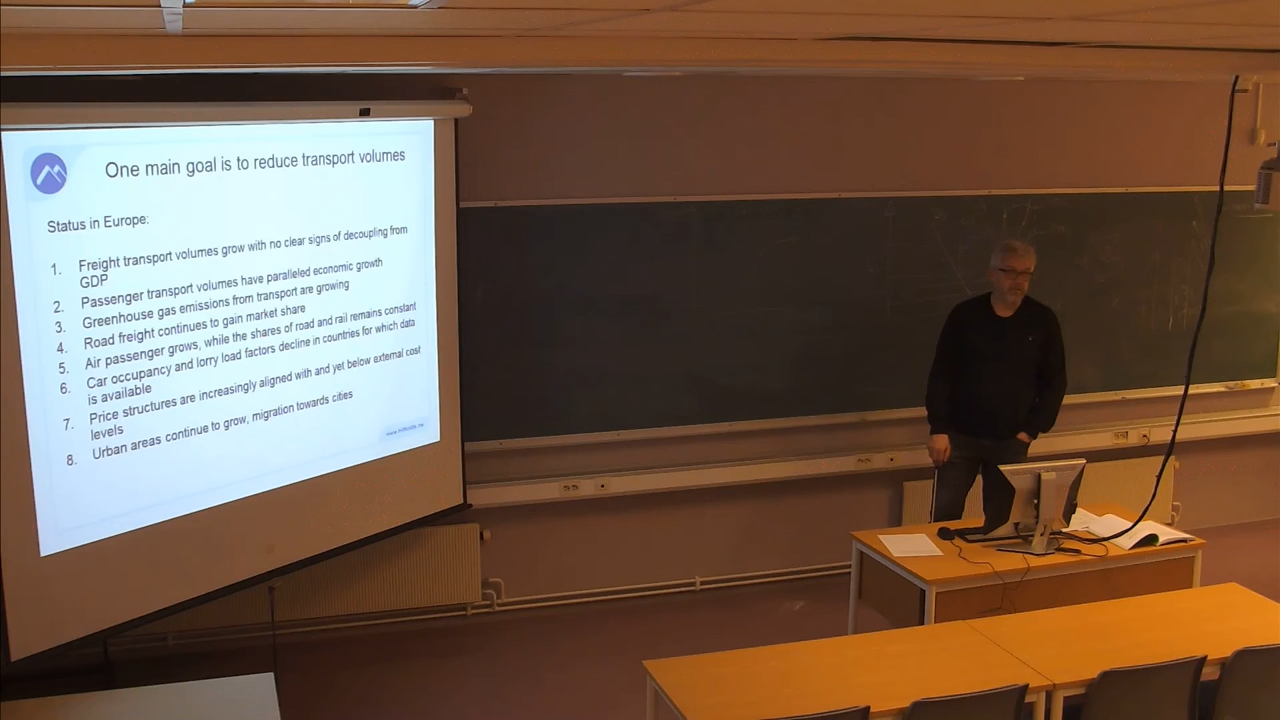 One main goal is to reduce transport volumes
Status in Europe:
1. Freight transport volumes grow with no clear signs of decoupling from
GDP
2. Passenger transport volumes have paralleled economic growth
3. Greenhouse gas emissions from transport are growing
4. Road freight continues to gain market share
5. Air passenger grows, while the shares of road and rail remains constant
6. Car occupancy and lorry load factors decline in countries for which data
is available
7. Price structures are increasingly aligned with and yet below external cost
levels
8. Urban areas continue to grow, migration towards cities